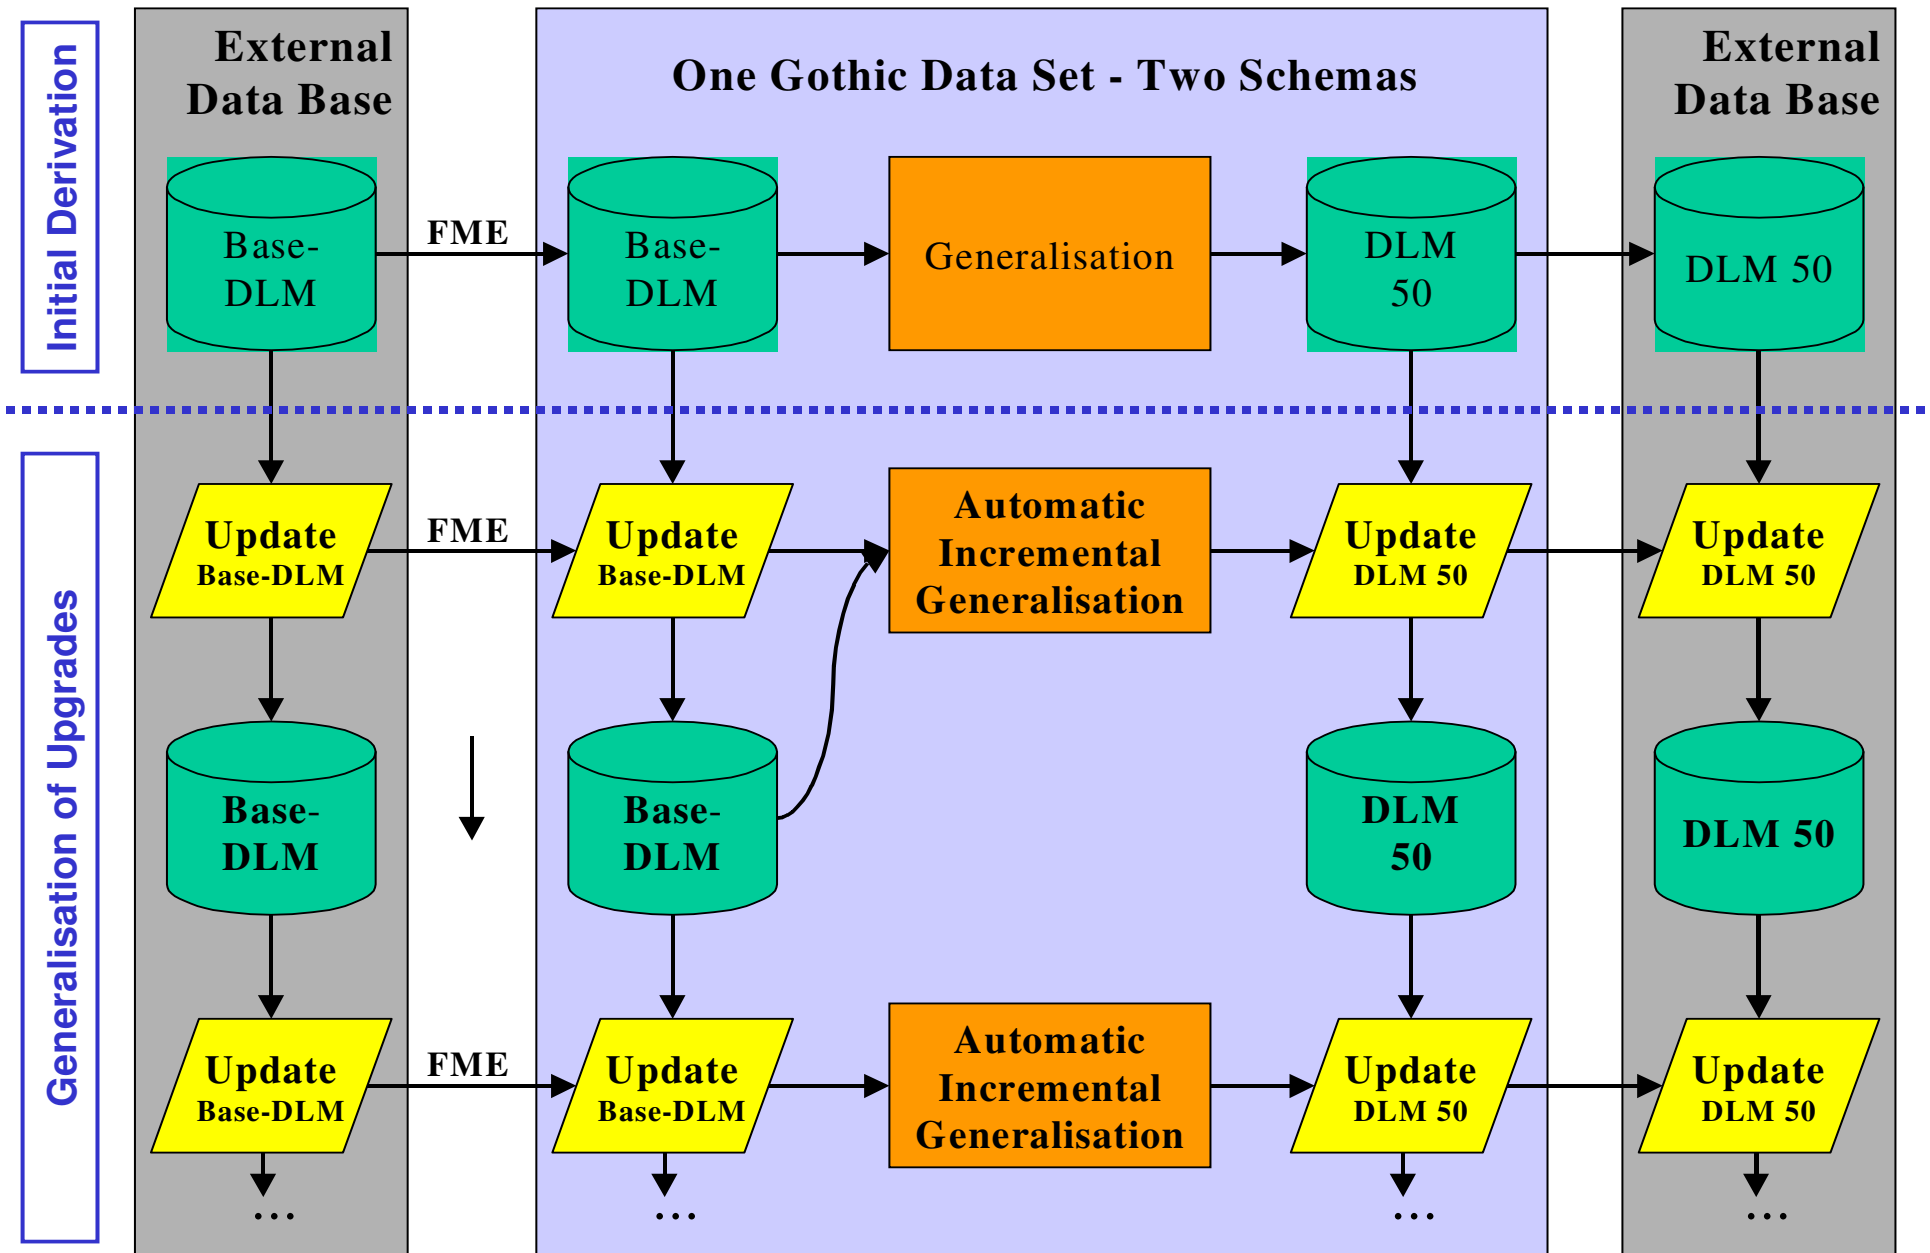 External
Data Base
One Gothic Data Set - Two Schemas
External
Data Base
Initial Derivation
Base-
DLM
FME
Base-
DLM
Generalisation
DLM
50
DLM 50
Generalisation of Upgrades
Update
Base-DLM
FME
Update
Base-DLM
Automatic
Incremental
Generalisation
Update
DLM 50
Update
DLM 50
Base-
DLM
Base-
DLM
DLM
50
DLM 50
Update
Base-DLM
FME
Update
Base-DLM
Automatic
Incremental
Generalisation
Update
DLM 50
Update
DLM 50
...
...
...
...